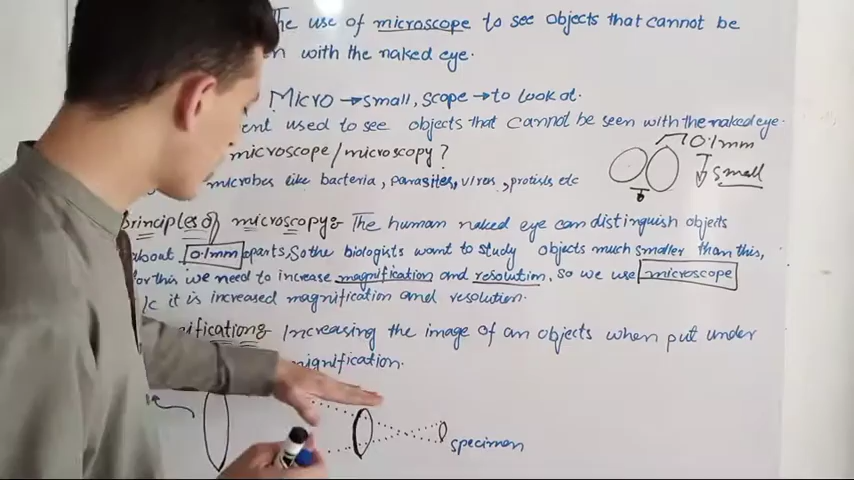 The use of microscope to see objects that cannot be
with the naked eye.
Micro → small, scope → to look at.
used to see objects that cannot be seen with the naked eye.
microscope/microscopy?
0.1mm
small
microbes like bacteria, parasites, virus, protists etc
principles of microscopy:- The human naked eye can distinguish objects
about 0.1mm aparts, So the biologists want to study objects much smaller than this,
for this we need to increase magnification and resolution, so we use microscope
it is increased magnification and resolution.
Increasing the image of an objects when put under
specimen